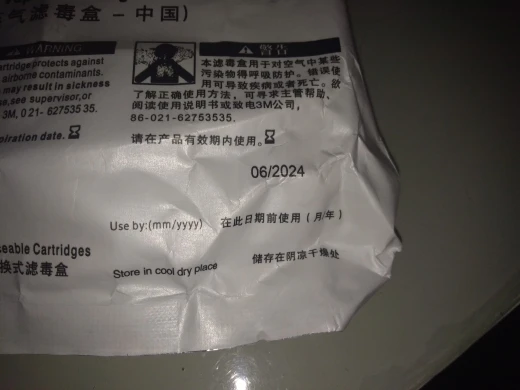 气滤毒盒 – 中国)
WARNING
artridge protects against
airborne contaminants.
may result in sickness
se, see supervisor, or
3M, 021- 62753535.
piration date.
警告
本滤毒盒用于对空气中某些
污染物得呼吸防护。错误使
用可导致疾病或者死亡。欲
了解正确使用方法,可寻求主管帮助、
阅读使用说明书或致电3M公司,
86-021-62753535.
请在产品有效期内使用。
06/2024
Use by:(mm/yyyy) 在此日期前使用(月/年)
eable Cartridges
换式滤毒盒
Store in cool dry place 储存在阴凉干燥处